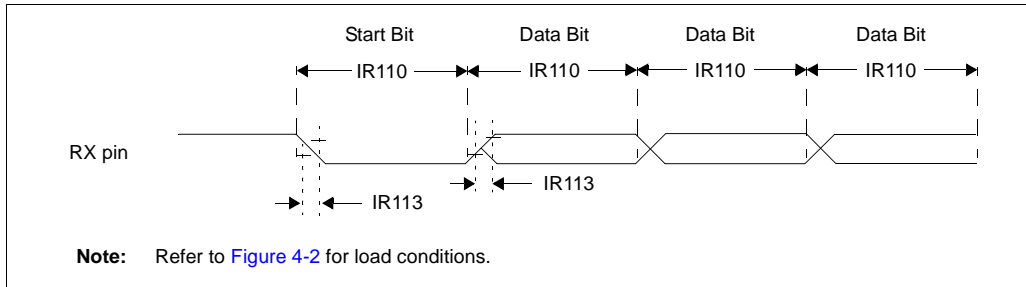 Start Bit Data Bit Data Bit Data Bit
IR110 IR110 IR110 IR110
RX pin
IR113 IR113
Note: Refer to Figure 4-2 for load conditions.